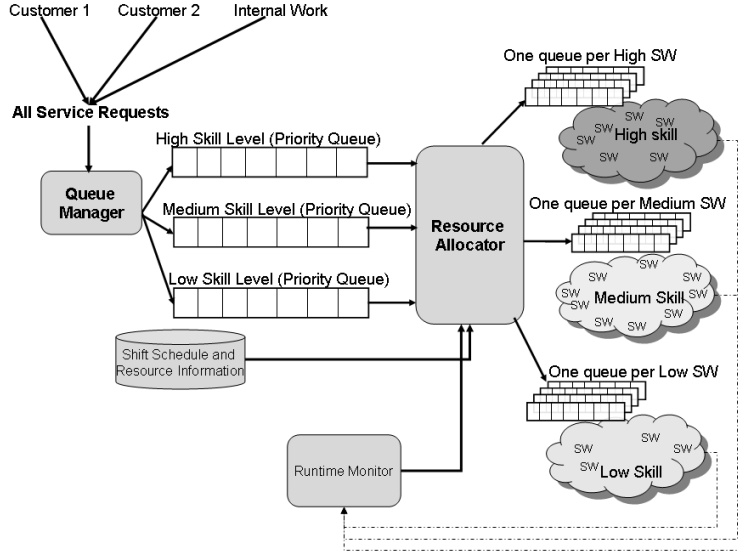 Customer 1
Customer 2
Internal Work
All Service Requests
Queue
Manager
High Skill Level (Priority Queue)
Medium Skill Level (Priority Queue)
Low Skill Level (Priority Queue)
Shift Schedule and
Resource Information
Resource
Allocator
Runtime Monitor
One queue per High SW
SW
SW
SW
SW
High skill
SW
SW
One queue per Medium SW
SW
SW
SW
SW
Medium Skill
SW
SW
SW
SW
One queue per Low SW
SW
SW
SW
SW
Low Skill